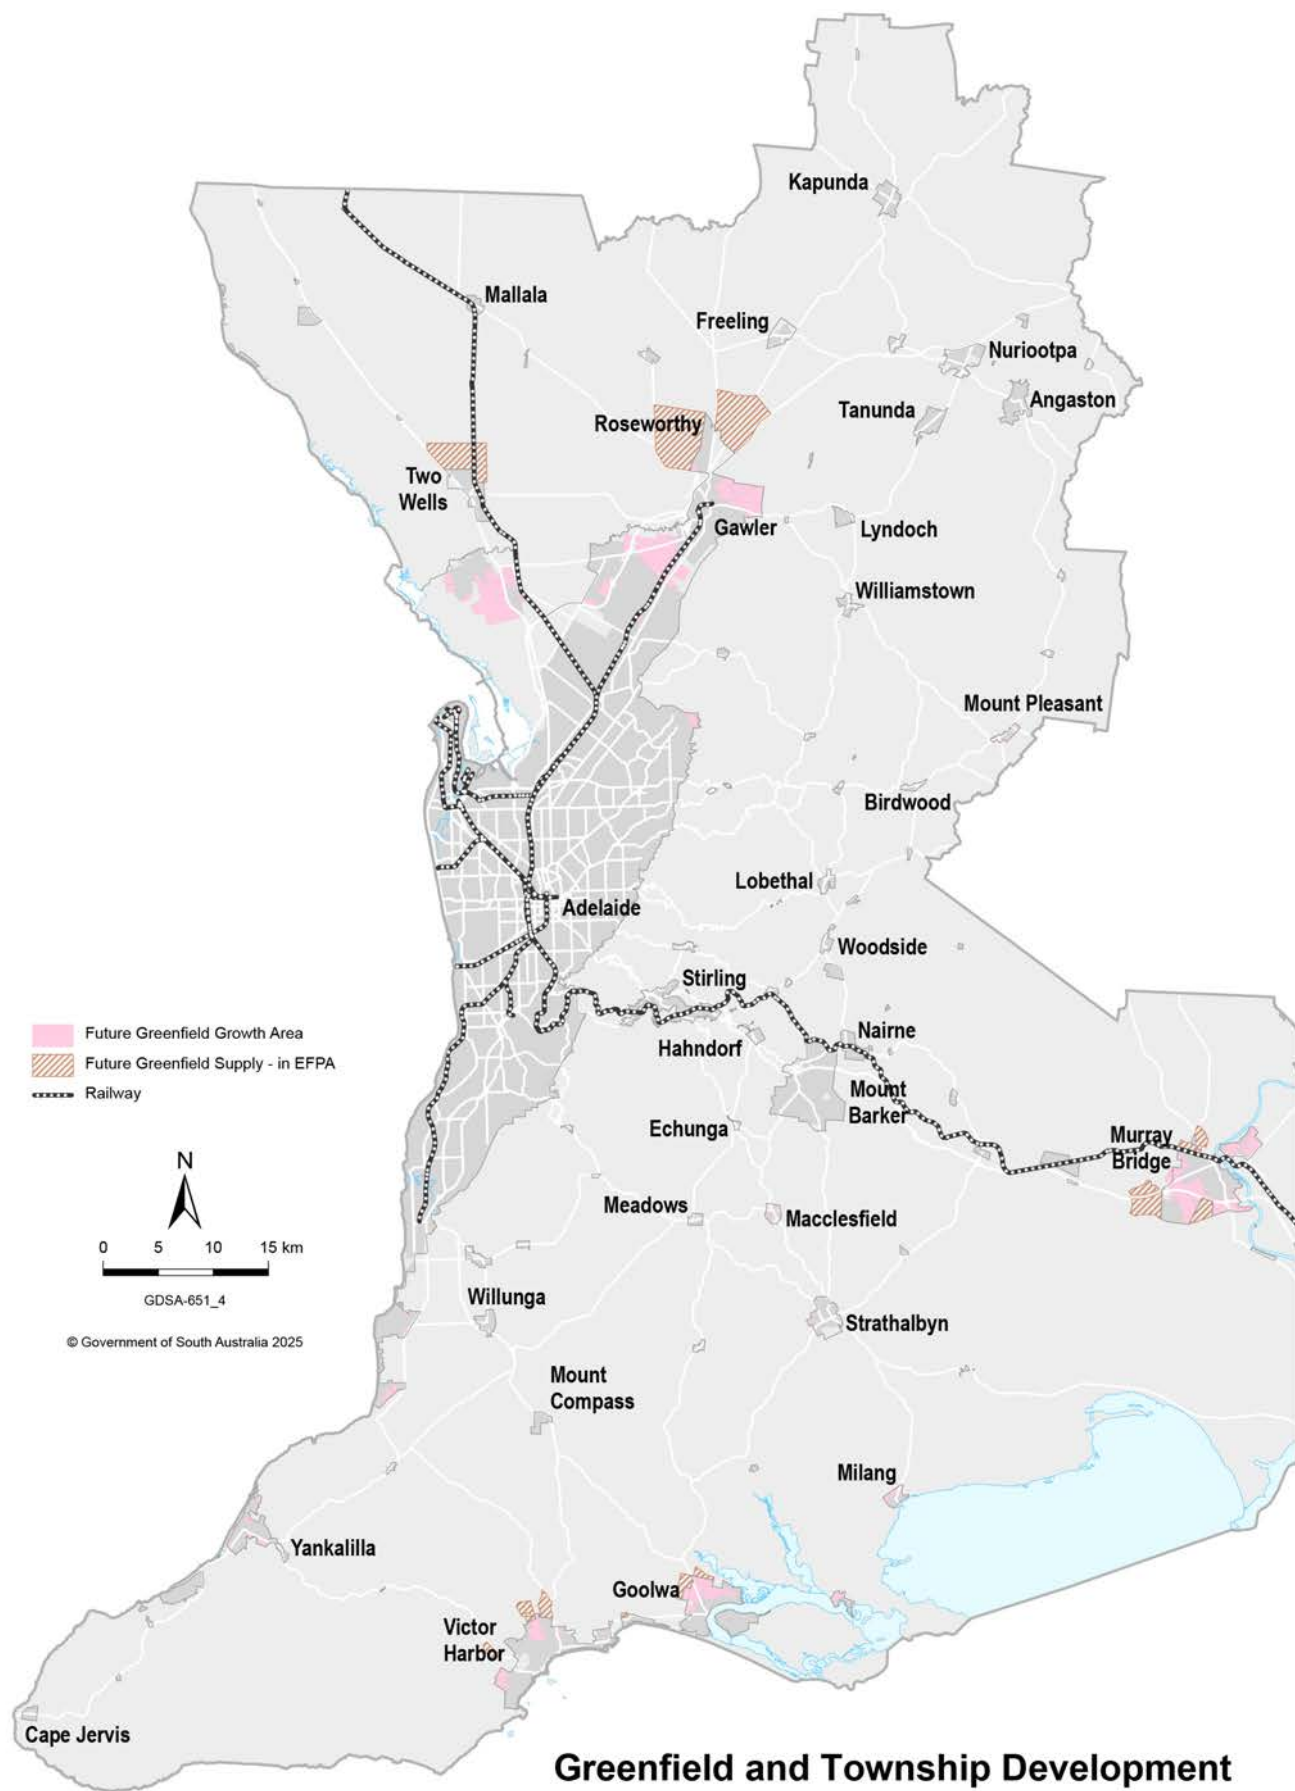 Kapunda
Mallala
Freeling
Nuriootpa
Angaston
Tanunda
Roseworthy
Two
Wells
Gawler
Lyndoch
Williamstown
Mount Pleasant
Birdwood
Lobethal
Adelaide
Woodside
Stirling
Nairne
Hahndorf
Mount
Barker
Echunga
Murray
Bridge
Meadows
Macclesfield
Future Greenfield Growth Area
Future Greenfield Supply - in EFPA
Railway
N
0 5 10 15 km
GDSA-651_4
© Government of South Australia 2025
Willunga
Strathalbyn
Mount
Compass
Milang
Yankalilla
Goolwa
Victor
Harbor
Cape Jervis
Greenfield and Township Development